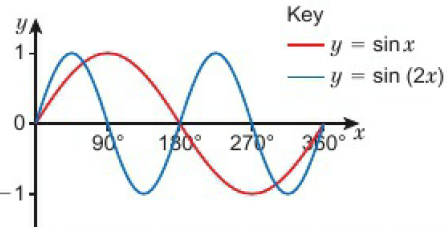 Key
y = sin x
y = sin (2x)
y
1
0
−1
90° 180° 270° 360° x